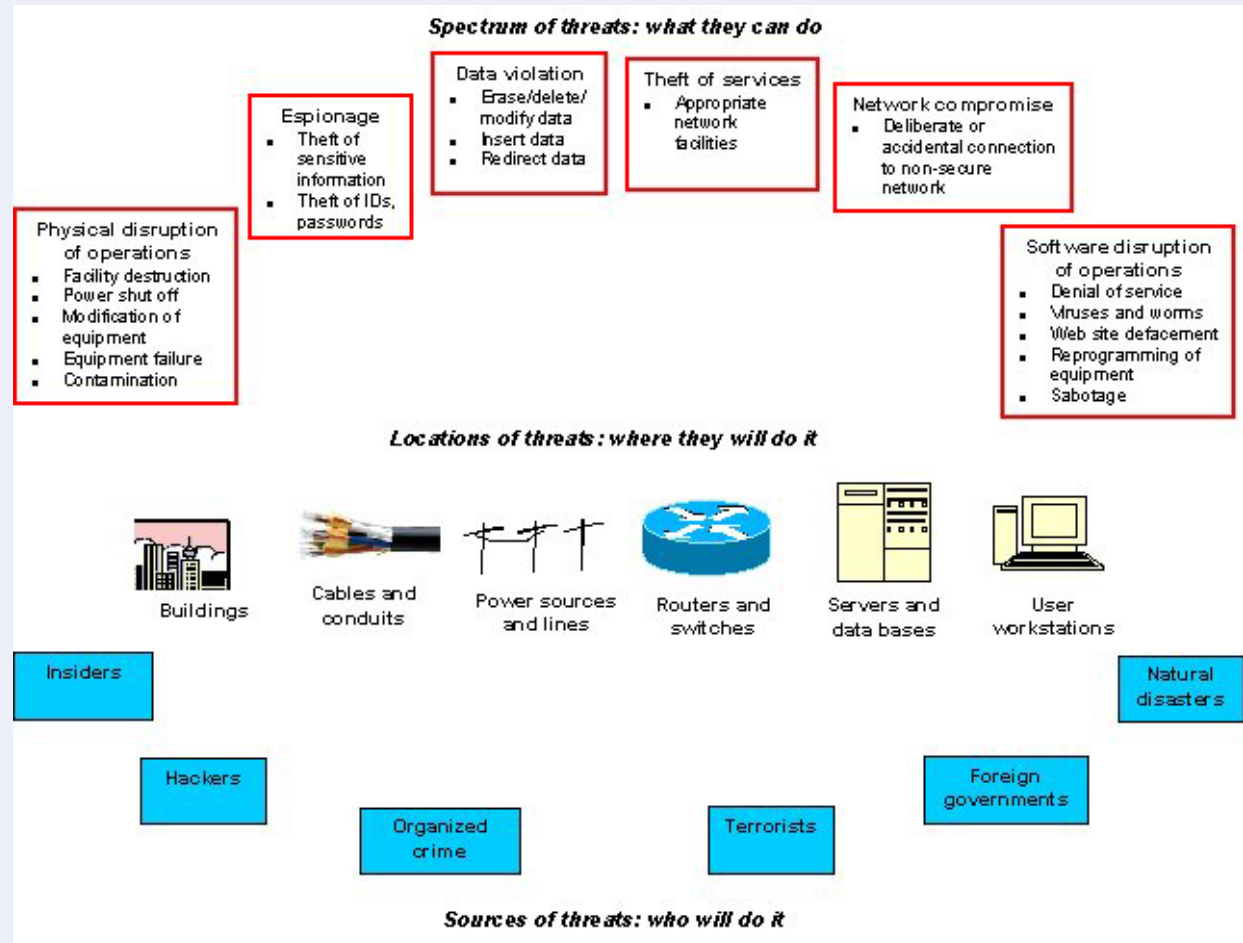 Spectrum of threats: what they can do
Physical disruption
of operations
▪ Facility destruction
▪ Power shut off
▪ Modification of
equipment
▪ Equipment failure
▪ Contamination
Espionage
▪ Theft of
sensitive
information
▪ Theft of IDs,
passwords
Data violation
▪ Erase/delete/
modify data
▪ Insert data
▪ Redirect data
Theft of services
▪ Appropriate
network
facilities
Network compromise
▪ Deliberate or
accidental connection
to non-secure
network
Software disruption
of operations
▪ Denial of service
▪ Viruses and worms
▪ Web site defacement
▪ Reprogramming of
equipment
▪ Sabotage
Locations of threats: where they will do it
Buildings
Cables and
conduits
Power sources
and lines
Routers and
switches
Servers and
data bases
User
workstations
Insiders
Hackers
Organized
crime
Terrorists
Foreign
governments
Natural
disasters
Sources of threats: who will do it